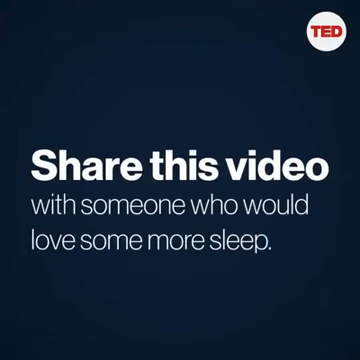 TED
Share this video
with someone who would
love some more sleep.